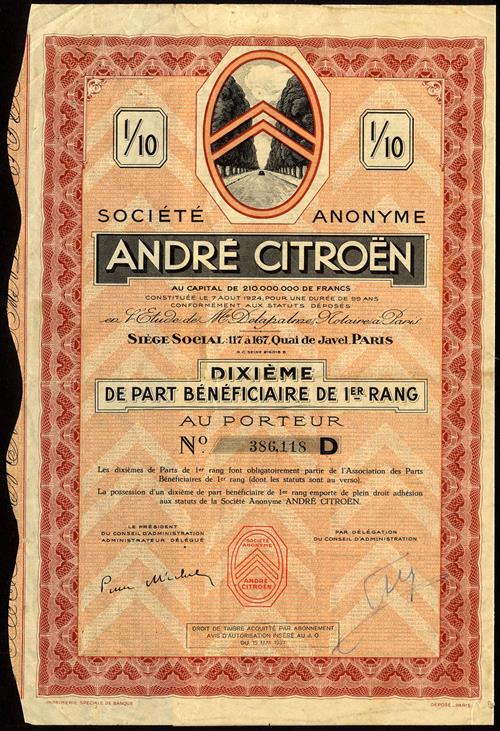 1/10
1/10
SOCIÉTÉ ANONYME
ANDRÉ CITROËN
AU CAPITAL DE 210.000.000 DE FRANCS
CONSTITUÉE LE 7 AOUT 1924, POUR UNE DURÉE DE 99 ANS
CONFORMÉMENT AUX STATUTS DÉPOSÉS
en l'Etude de Me Delapalme, Notaire à Paris
SIÈGE SOCIAL: 117 à 167, Quai de Javel, PARIS
DIXIÈME
DE PART BÉNÉFICIAIRE DE 1ER RANG
AU PORTEUR
No. 386,118 D
Les dixièmes de Parts de 1er rang font obligatoirement partie de l'Association des Parts
Bénéficiaires de 1er rang (dont les statuts sont au verso).
La possession d'un dixième de part bénéficiaire de 1er rang emporte de plein droit adhésion
aux statuts de la Société Anonyme ANDRÉ CITROËN.
LE PRÉSIDENT
DU CONSEIL D'ADMINISTRATION
ADMINISTRATEUR DÉLÉGUÉ
PAR DÉLÉGATION
DU CONSEIL D'ADMINISTRATION
SOCIÉTÉ
ANONYME
ANDRÉ
CITROËN
DROIT DE TIMBRE ACQUITTÉ PAR ABONNEMENT
AVIS D'AUTORISATION INSÉRÉ AU J. O.
DU 15 MAI 1937
IMPRIMERIE SPÉCIALE DE BANQUE
DÉPOSÉ - PARIS